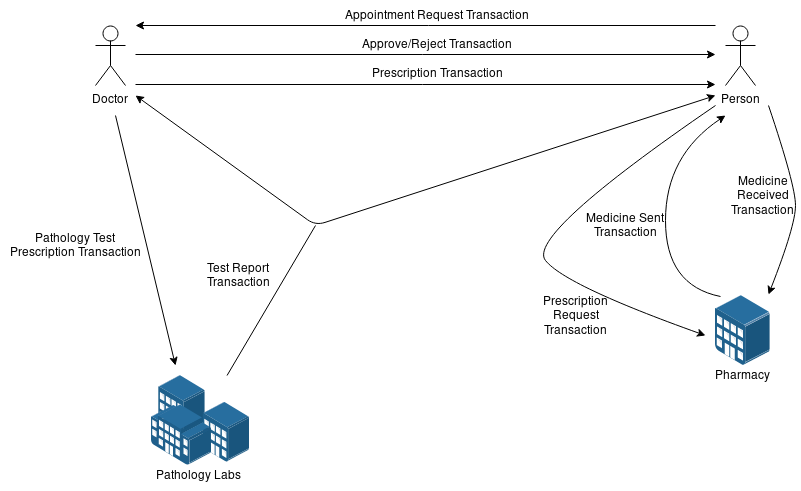 Appointment Request Transaction
Approve/Reject Transaction
Prescription Transaction
Doctor
Person
Medicine
Received
Transaction
Medicine Sent
Transaction
Pathology Test
Prescription Transaction
Test Report
Transaction
Prescription
Request
Transaction
Pharmacy
Pathology Labs